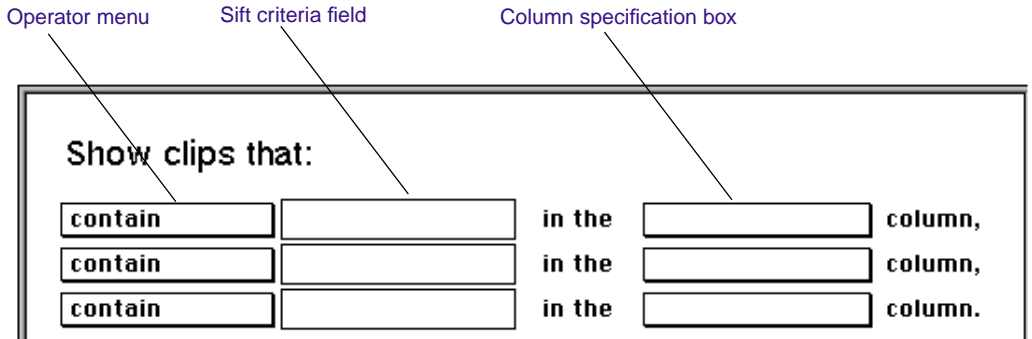 Operator menu Sift criteria field Column specification box
Show clips that:
contain in the column,
contain in the column,
contain in the column.